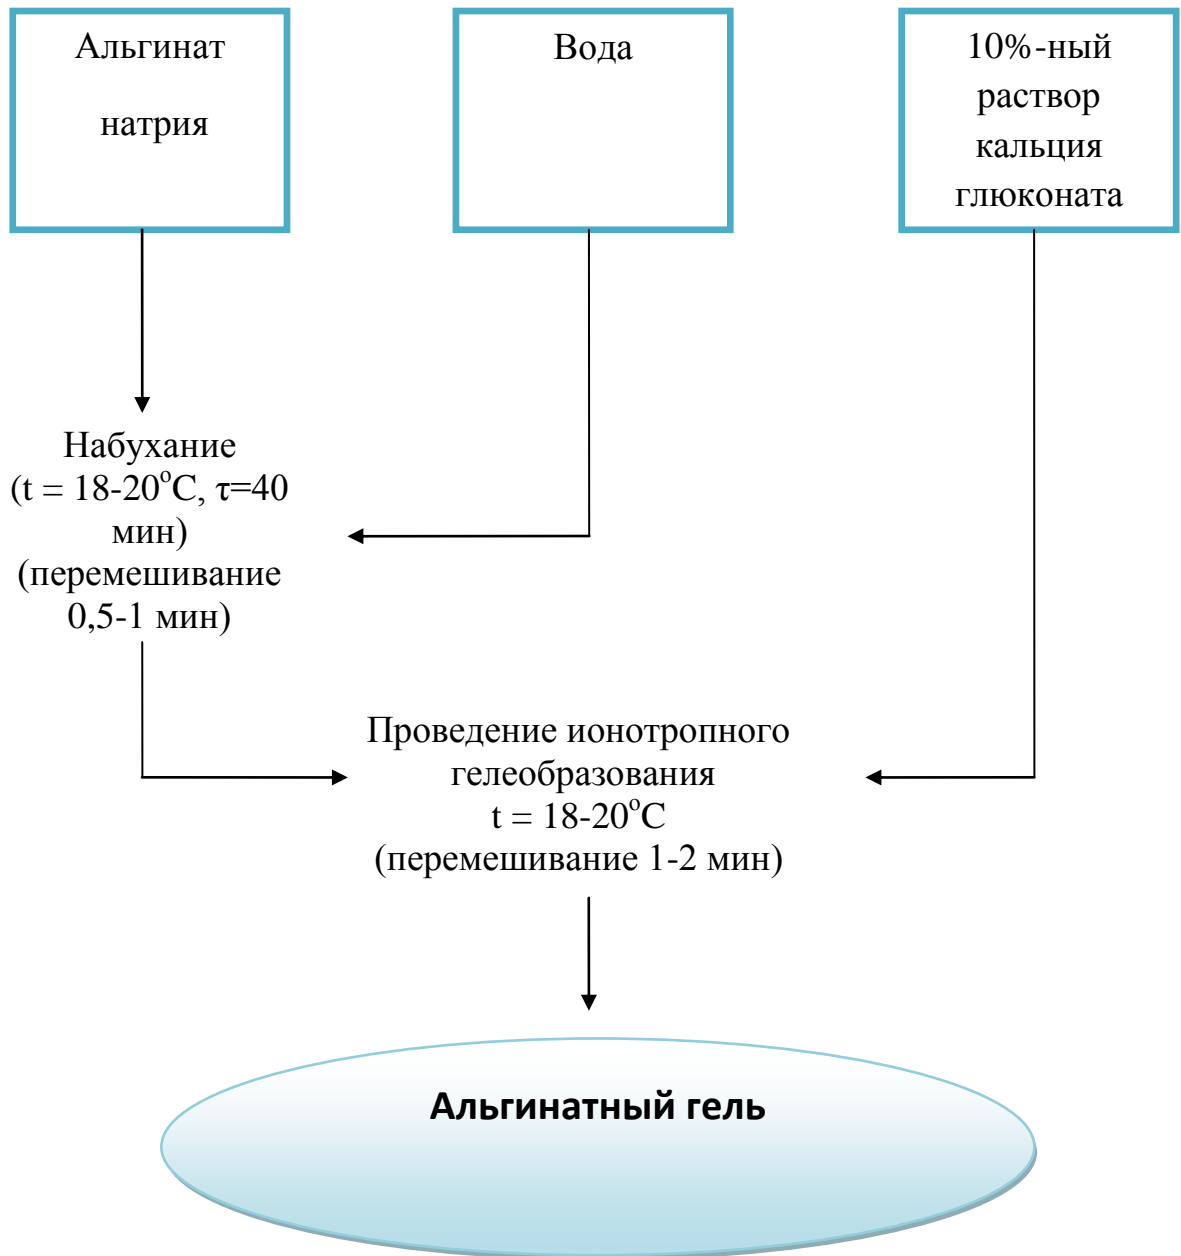 Альгинат
натрия
Вода
10%-ный
раствор
кальция
глюконата
Набухание
(t = 18-20°С, τ=40
мин)
(перемешивание
0,5-1 мин)
Проведение ионотропного
гелеобразования
t = 18-20°С
(перемешивание 1-2 мин)
Альгинатный гель